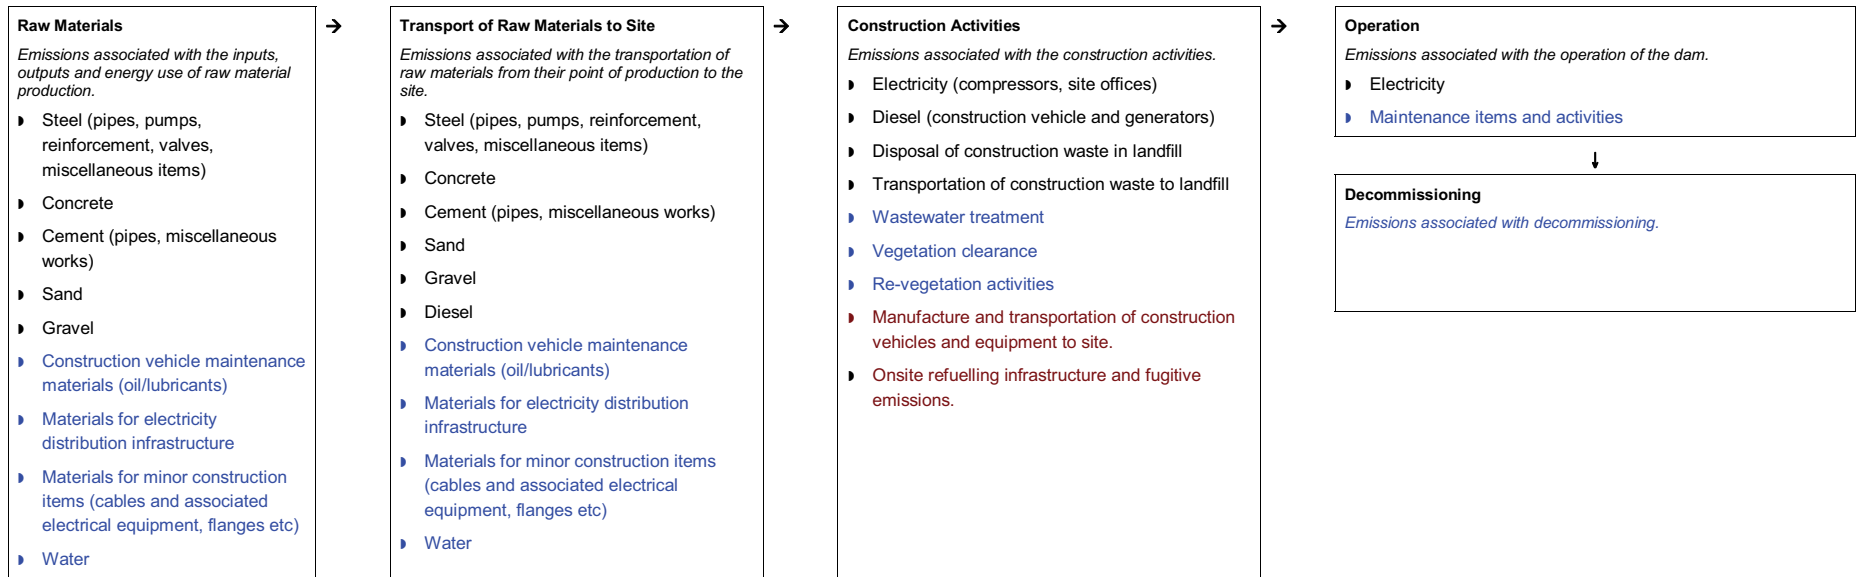 Raw Materials
Emissions associated with the inputs,
outputs and energy use of raw material
production.
Steel (pipes, pumps,
reinforcement, valves,
miscellaneous items)
Concrete
Cement (pipes, miscellaneous
works)
Sand
Gravel
Construction vehicle maintenance
materials (oil/lubricants)
Materials for electricity
distribution infrastructure
Materials for minor construction
items (cables and associated
electrical equipment, flanges etc)
Water
Transport of Raw Materials to Site
Emissions associated with the transportation of
raw materials from their point of production to the
site.
Steel (pipes, pumps, reinforcement,
valves, miscellaneous items)
Concrete
Cement (pipes, miscellaneous works)
Sand
Gravel
Diesel
Construction vehicle maintenance
materials (oil/lubricants)
Materials for electricity distribution
infrastructure
Materials for minor construction items
(cables and associated electrical
equipment, flanges etc)
Water
Construction Activities
Emissions associated with the construction activities.
Electricity (compressors, site offices)
Diesel (construction vehicle and generators)
Disposal of construction waste in landfill
Transportation of construction waste to landfill
Wastewater treatment
Vegetation clearance
Re-vegetation activities
Manufacture and transportation of construction
vehicles and equipment to site.
Onsite refuelling infrastructure and fugitive
emissions.
Operation
Emissions associated with the operation of the dam.
Electricity
Maintenance items and activities
Decommissioning
Emissions associated with decommissioning.